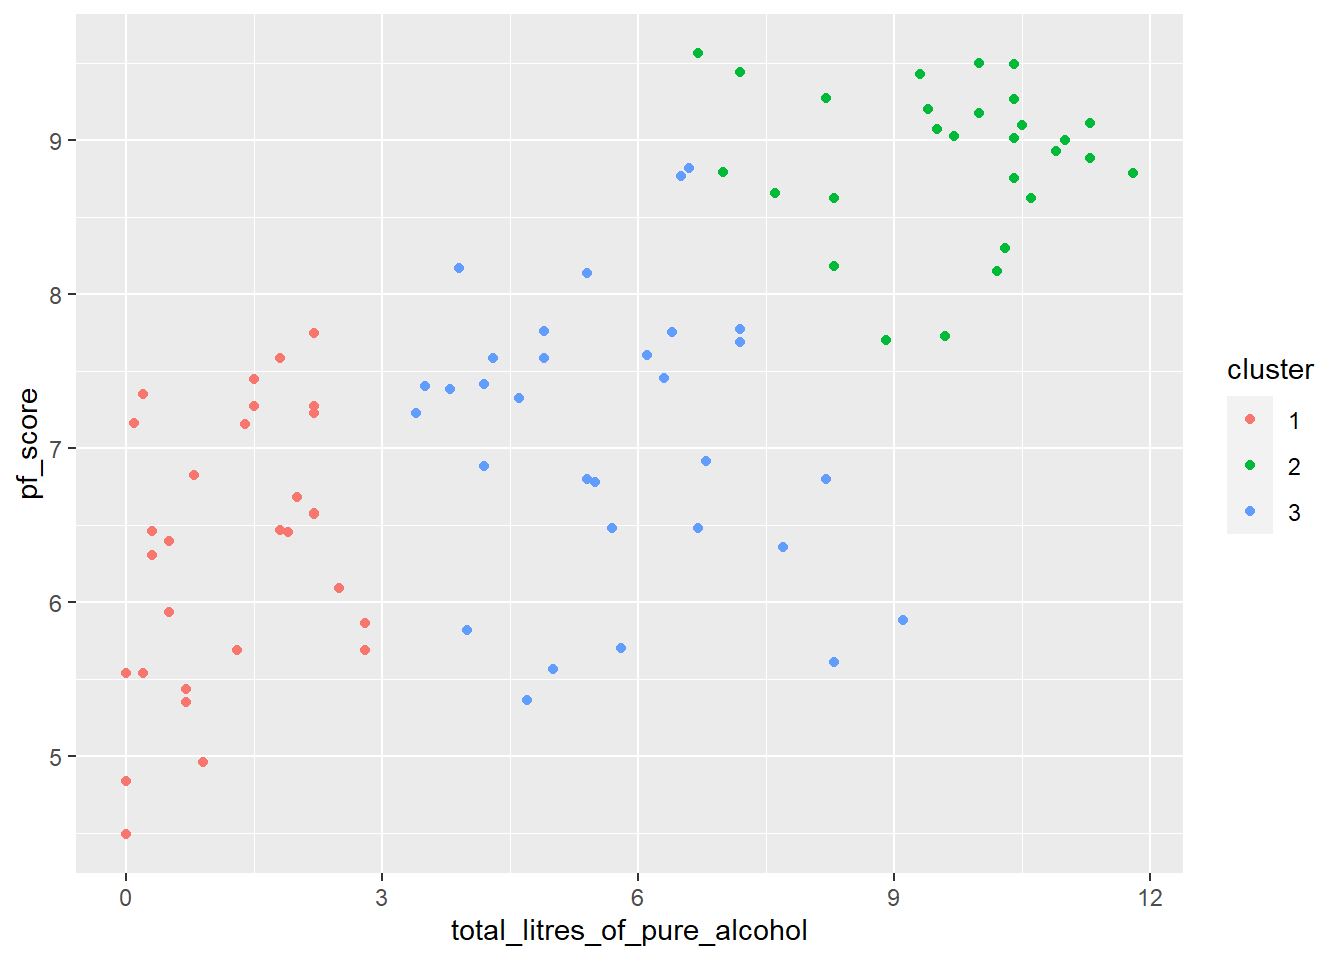 9
8
7
6
5
pf_score
0 3 6 9 12
total_litres_of_pure_alcohol
cluster
1
2
3